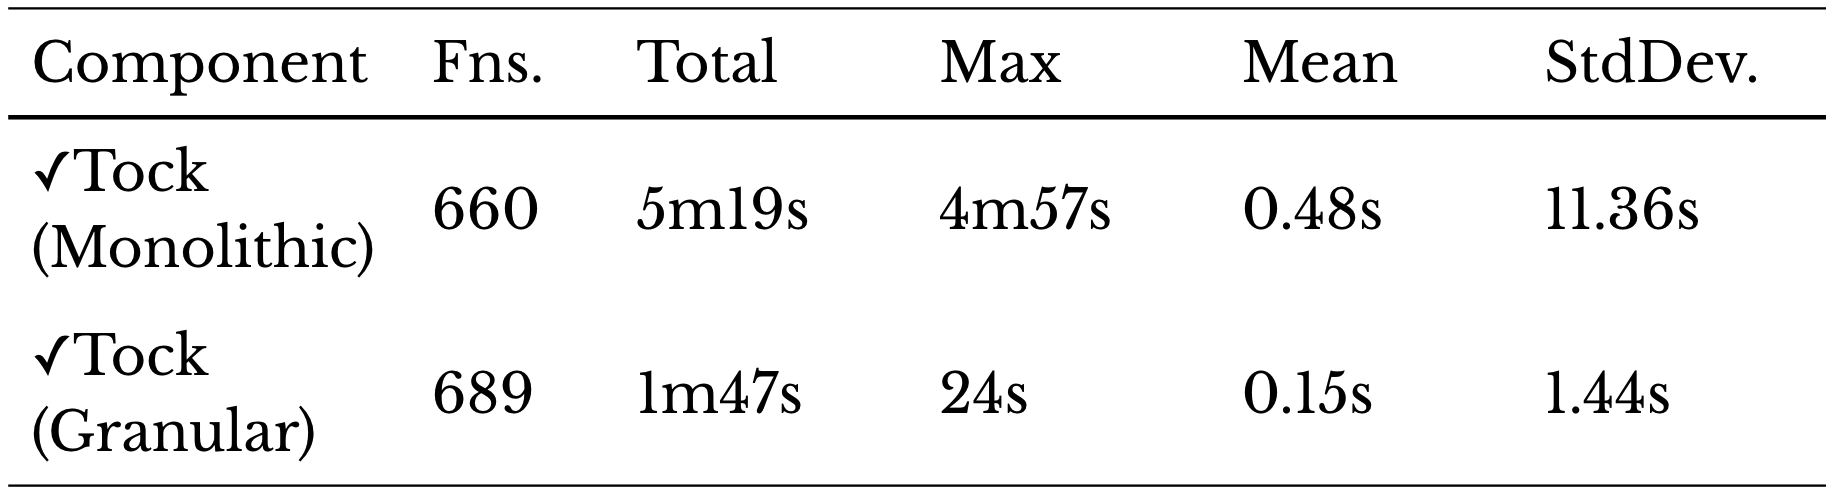 Component Fns. Total Max Mean StdDev.
✓Tock
(Monolithic) 660 5m19s 4m57s 0.48s 11.36s
✓Tock
(Granular) 689 1m47s 24s 0.15s 1.44s